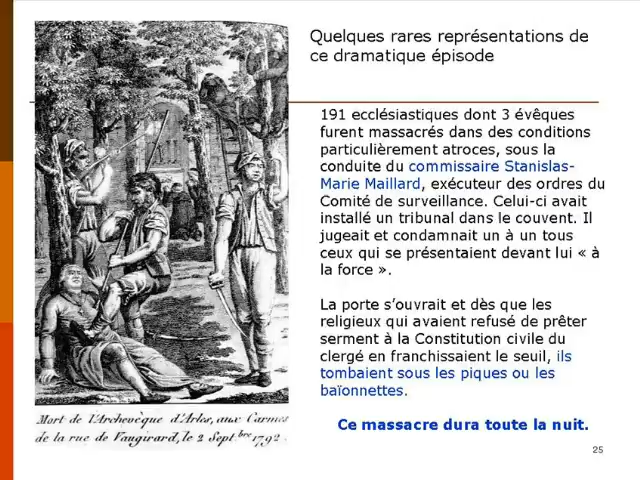 Quelques rares représentations de
ce dramatique épisode
191 ecclésiastiques dont 3 évêques
furent massacrés dans des conditions
particulièrement atroces, sous la
conduite du commissaire Stanislas-
Marie Maillard, exécuteur des ordres du
Comité de surveillance. Celui-ci avait
installé un tribunal dans le couvent. Il
jugeait et condamnait un à un tous
ceux qui se présentaient devant lui « à
la force ».
La porte s’ouvrait et dès que les
religieux qui avaient refusé de prêter
serment à la Constitution civile du
clergé en franchissaient le seuil, ils
tombaient sous les piques ou les
baïonnettes.
Ce massacre dura toute la nuit.
Mort de l'Archevêque d'Arles, aux Carmes
de la rue de Vaugirard, le 2 Sept.bre 1792.
25